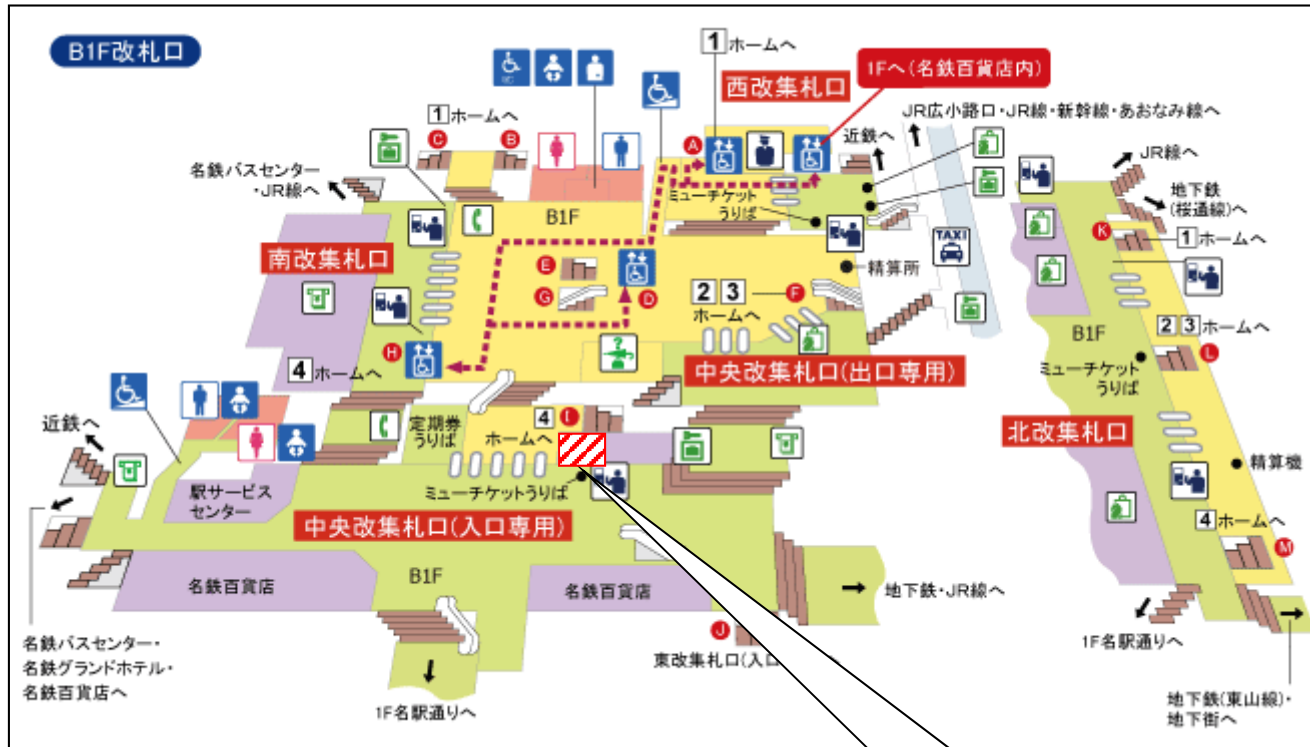 B1F改札口
1 ホームへ
西改集札口
1Fへ(名鉄百貨店内)
JR広小路口・JR線・新幹線・あおなみ線へ
近鉄へ
1 ホームへ
C
B
A
名鉄バスセンター
・JR線へ
B1F
ミューチケット
うりば
TAXI
JR線へ
地下鉄
(桜通線)へ
K
1 ホームへ
南改集札口
E
G
D
精算所
2 3
ホームへ
F
B1F
2 3 ホームへ
ミューチケット
うりば
L
H
4 ホームへ
?
中央改集札口(出口専用)
北改集札口
近鉄へ
定期券
うりば
4
ホームへ
I
精算機
駅サービス
センター
ミューチケットうりば
中央改集札口(入口専用)
4 ホームへ
M
名鉄百貨店
B1F
名鉄百貨店
地下鉄・JR線へ
J
東改集札口(入口
1F名駅通りへ
名鉄バスセンター・
名鉄グランドホテル・
名鉄百貨店へ
1F名駅通りへ
地下鉄(東山線)・
地下街へ